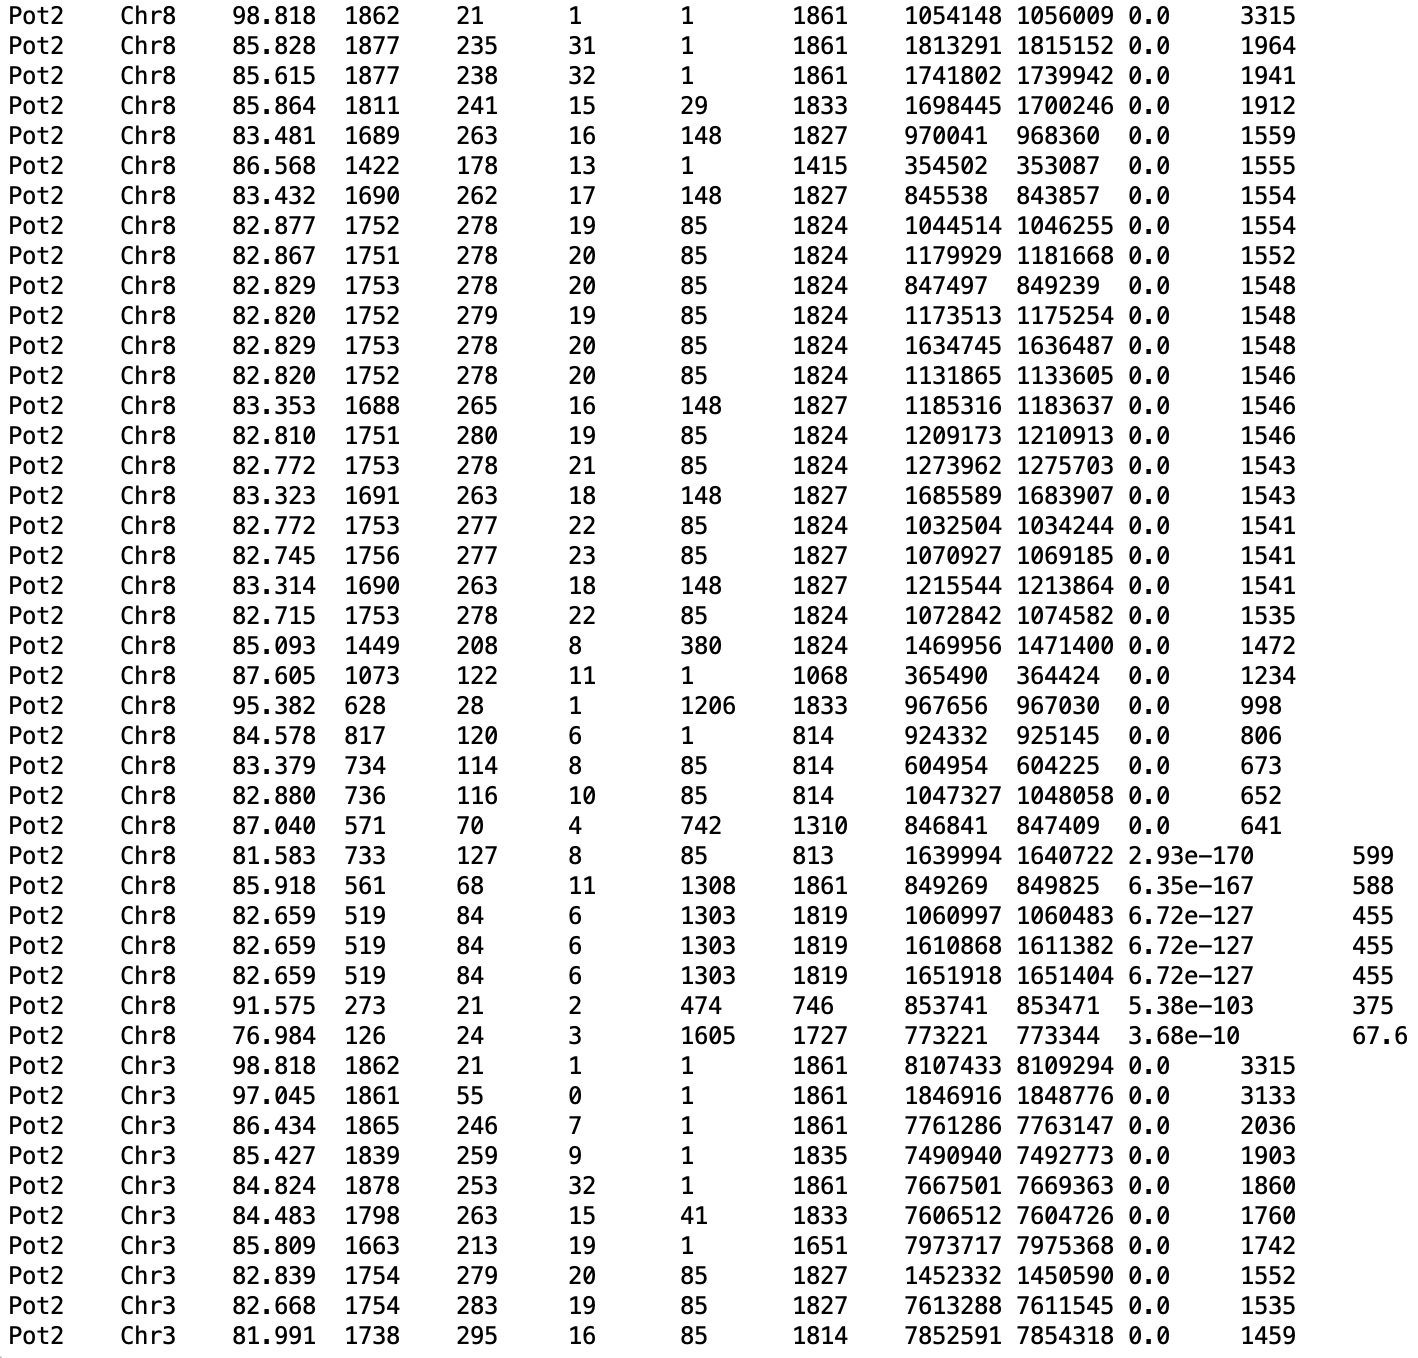 Pot2 Chr8 98.818 1862 21 1 1 1861 1054148 1056009 0.0 3315
Pot2 Chr8 85.828 1877 235 31 1 1861 1813291 1815152 0.0 1964
Pot2 Chr8 85.615 1877 238 32 1 1861 1741802 1739942 0.0 1941
Pot2 Chr8 85.864 1811 241 15 29 1833 1698445 1700246 0.0 1912
Pot2 Chr8 83.481 1689 263 16 148 1827 970041 968360 0.0 1559
Pot2 Chr8 86.568 1422 178 13 1 1415 354502 353087 0.0 1555
Pot2 Chr8 83.432 1690 262 17 148 1827 845538 843857 0.0 1554
Pot2 Chr8 82.877 1752 278 19 85 1824 1044514 1046255 0.0 1554
Pot2 Chr8 82.867 1751 278 20 85 1824 1179929 1181668 0.0 1552
Pot2 Chr8 82.829 1753 278 20 85 1824 847497 849239 0.0 1548
Pot2 Chr8 82.820 1752 279 19 85 1824 1173513 1175254 0.0 1548
Pot2 Chr8 82.829 1753 278 20 85 1824 1634745 1636487 0.0 1548
Pot2 Chr8 82.820 1752 278 20 85 1824 1131865 1133605 0.0 1546
Pot2 Chr8 83.353 1688 265 16 148 1827 1185316 1183637 0.0 1546
Pot2 Chr8 82.810 1751 280 19 85 1824 1209173 1210913 0.0 1546
Pot2 Chr8 82.772 1753 278 21 85 1824 1273962 1275703 0.0 1543
Pot2 Chr8 83.323 1691 263 18 148 1827 1685589 1683907 0.0 1543
Pot2 Chr8 82.772 1753 277 22 85 1824 1032504 1034244 0.0 1541
Pot2 Chr8 82.745 1756 277 23 85 1827 1070927 1069185 0.0 1541
Pot2 Chr8 83.314 1690 263 18 148 1827 1215544 1213864 0.0 1541
Pot2 Chr8 82.715 1753 278 22 85 1824 1072842 1074582 0.0 1535
Pot2 Chr8 85.093 1449 208 8 380 1824 1469956 1471400 0.0 1472
Pot2 Chr8 87.605 1073 122 11 1 1068 365490 364424 0.0 1234
Pot2 Chr8 95.382 628 28 1 1206 1833 967656 967030 0.0 998
Pot2 Chr8 84.578 817 120 6 1 814 924332 925145 0.0 806
Pot2 Chr8 83.379 734 114 8 85 814 604954 604225 0.0 673
Pot2 Chr8 82.880 736 116 10 85 814 1047327 1048058 0.0 652
Pot2 Chr8 87.040 571 70 4 742 1310 846841 847409 0.0 641
Pot2 Chr8 81.583 733 127 8 85 813 1639994 1640722 2.93e-170 599
Pot2 Chr8 85.918 561 68 11 1308 1861 849269 849825 6.35e-167 588
Pot2 Chr8 82.659 519 84 6 1303 1819 1060997 1060483 6.72e-127 455
Pot2 Chr8 82.659 519 84 6 1303 1819 1610868 1611382 6.72e-127 455
Pot2 Chr8 82.659 519 84 6 1303 1819 1651918 1651404 6.72e-127 455
Pot2 Chr8 91.575 273 21 2 474 746 853741 853471 5.38e-103 375
Pot2 Chr8 76.984 126 24 3 1605 1727 773221 773344 3.68e-10 67.6
Pot2 Chr3 98.818 1862 21 1 1 1861 8107433 8109294 0.0 3315
Pot2 Chr3 97.045 1861 55 0 1 1861 1846916 1848776 0.0 3133
Pot2 Chr3 86.434 1865 246 7 1 1861 7761286 7763147 0.0 2036
Pot2 Chr3 85.427 1839 259 9 1 1835 7490940 7492773 0.0 1903
Pot2 Chr3 84.824 1878 253 32 1 1861 7667501 7669363 0.0 1860
Pot2 Chr3 84.483 1798 263 15 41 1833 7606512 7604726 0.0 1760
Pot2 Chr3 85.809 1663 213 19 1 1651 7973717 7975368 0.0 1742
Pot2 Chr3 82.839 1754 279 20 85 1827 1452332 1450590 0.0 1552
Pot2 Chr3 82.668 1754 283 19 85 1827 7613288 7611545 0.0 1535
Pot2 Chr3 81.991 1738 295 16 85 1814 7852591 7854318 0.0 1459